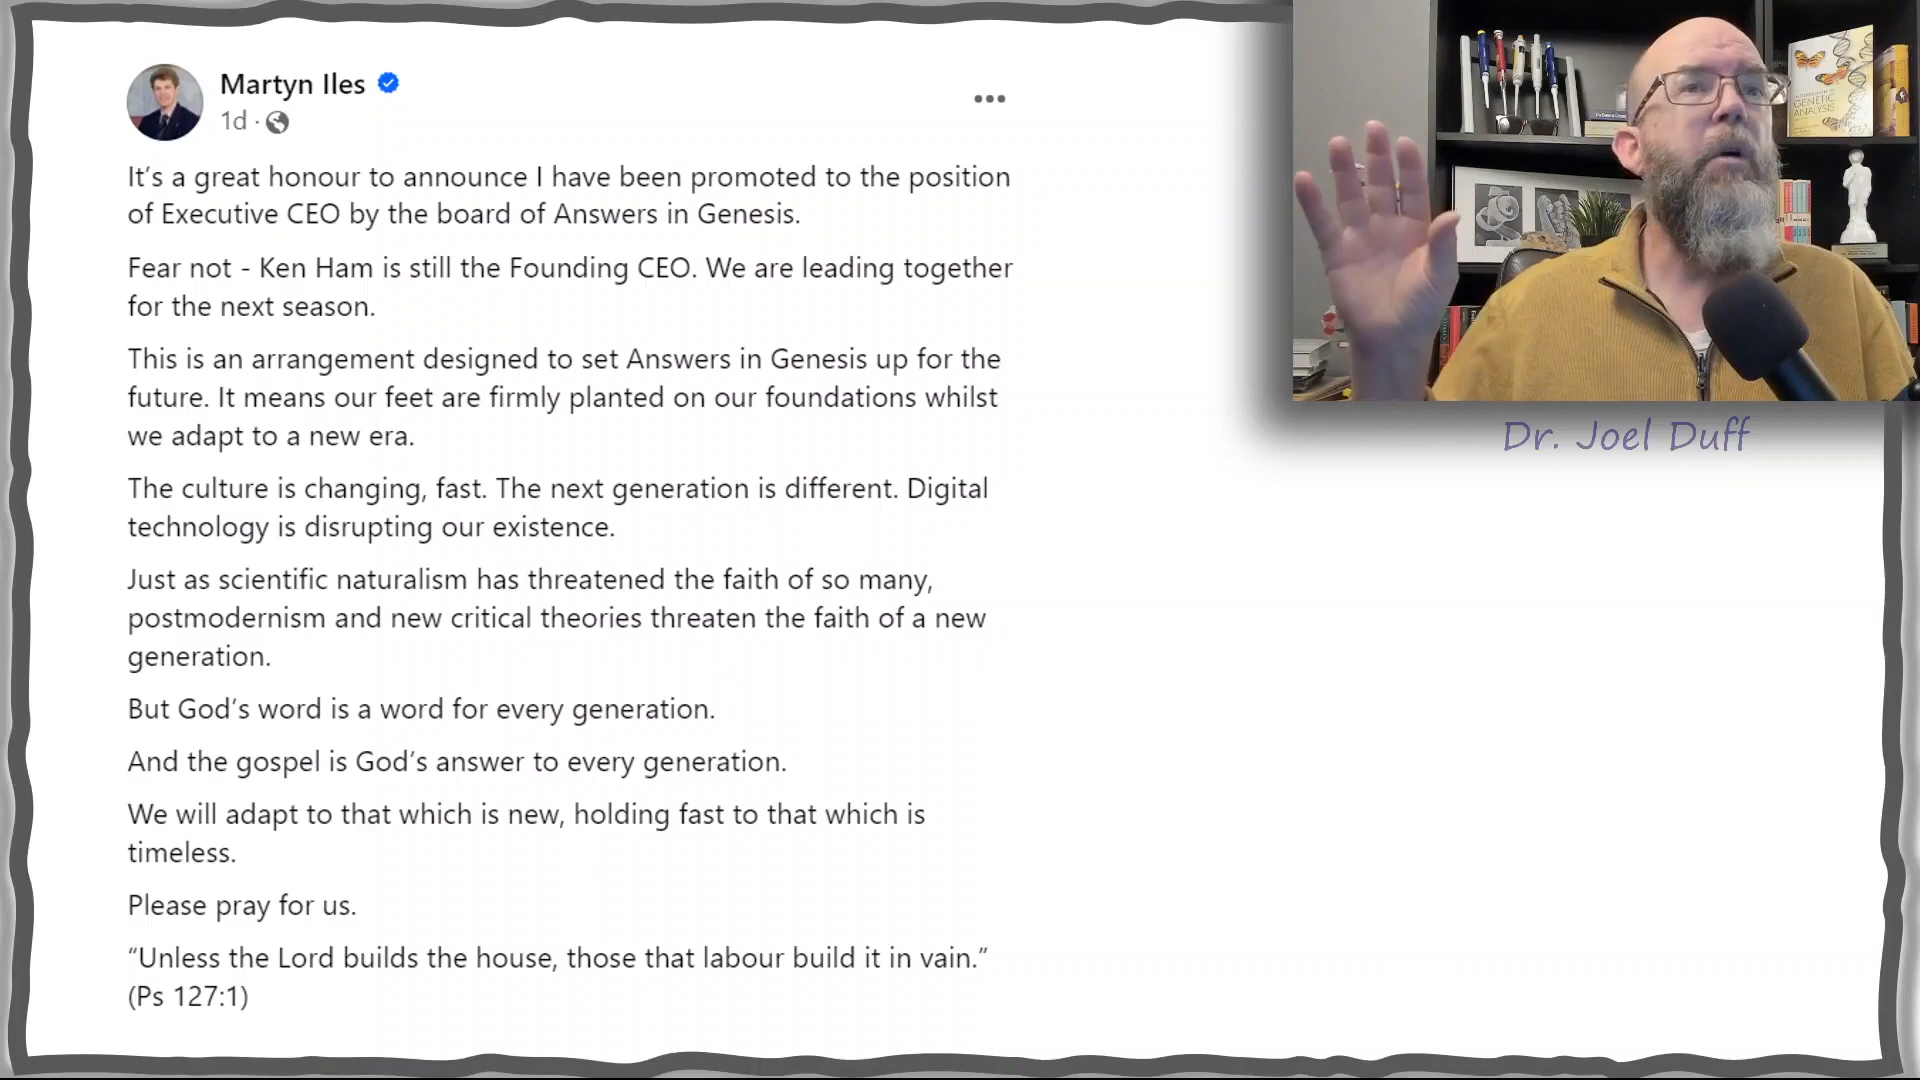 Martyn Iles
1d ·
It’s a great honour to announce I have been promoted to the position
of Executive CEO by the board of Answers in Genesis.
Fear not - Ken Ham is still the Founding CEO. We are leading together
for the next season.
This is an arrangement designed to set Answers in Genesis up for the
future. It means our feet are firmly planted on our foundations whilst
we adapt to a new era.
The culture is changing, fast. The next generation is different. Digital
technology is disrupting our existence.
Just as scientific naturalism has threatened the faith of so many,
postmodernism and new critical theories threaten the faith of a new
generation.
But God’s word is a word for every generation.
And the gospel is God’s answer to every generation.
We will adapt to that which is new, holding fast to that which is
timeless.
Please pray for us.
“Unless the Lord builds the house, those that labour build it in vain.”
(Ps 127:1)
GENETIC
ANALYSIS
Dr. Joel Duff